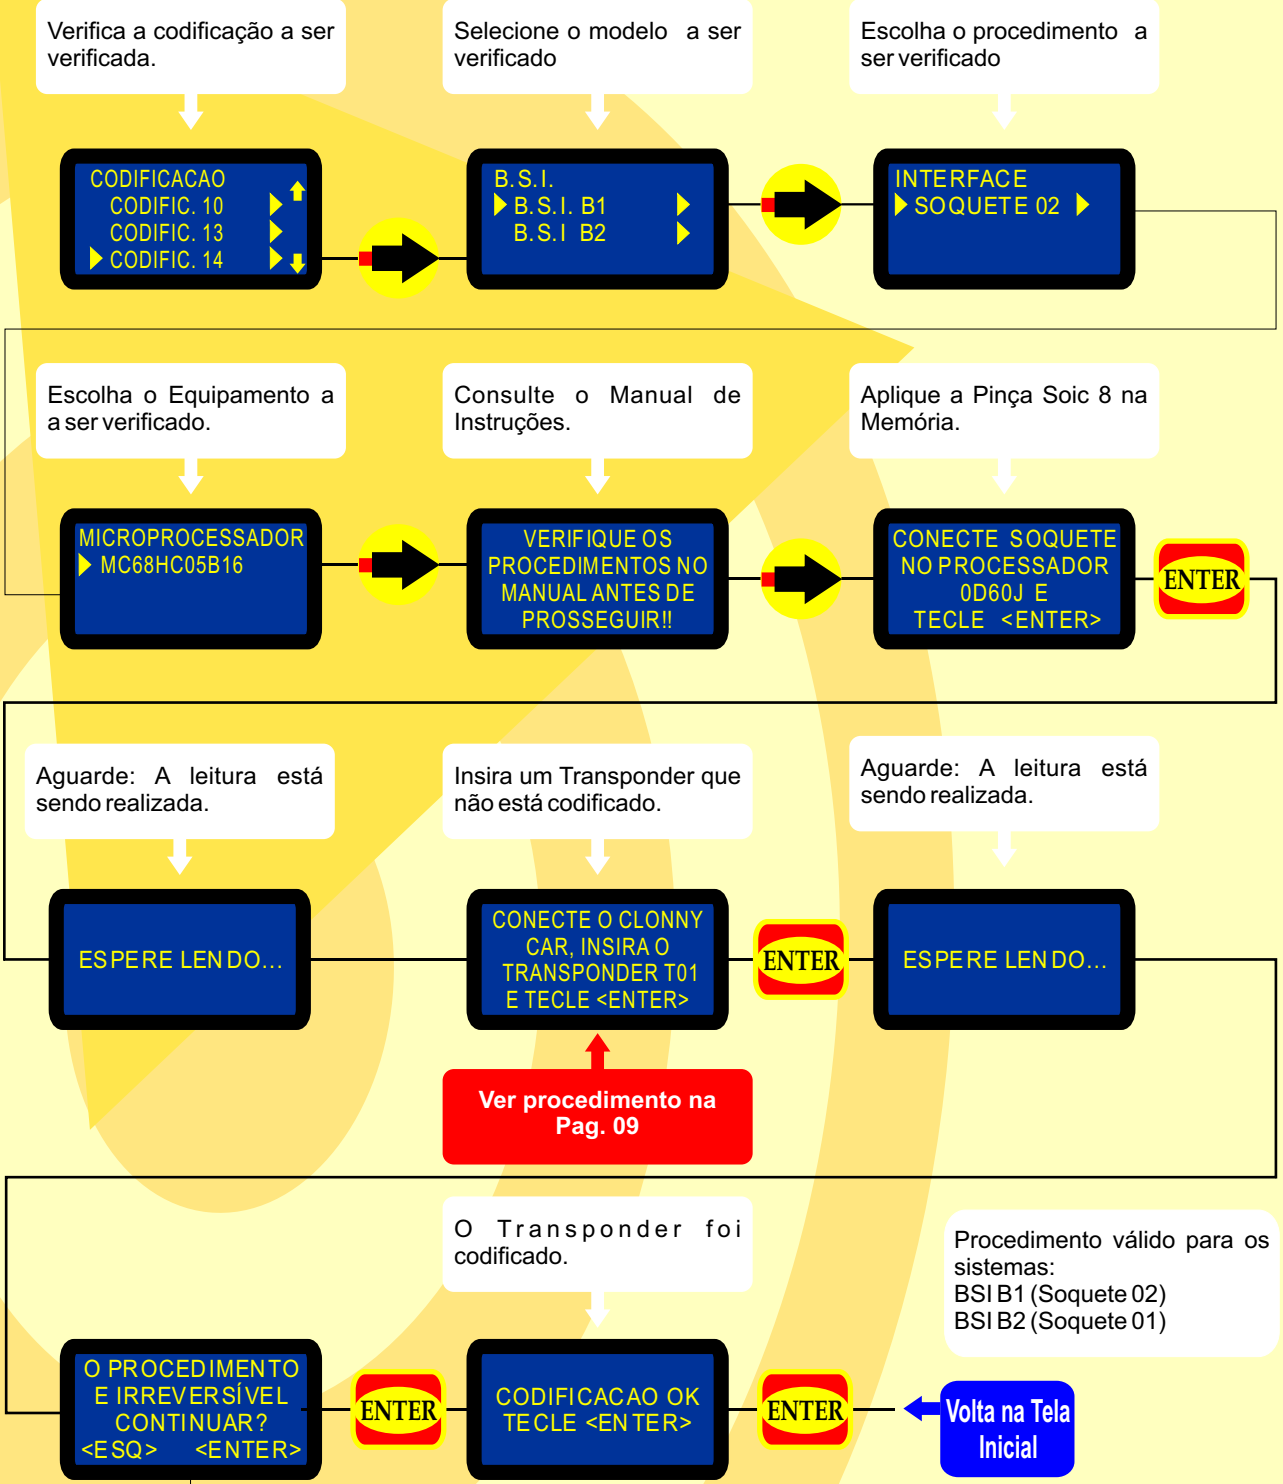 Verifica a codificação a ser
verificada.
Selecione o modelo a ser
verificado
Escolha o procedimento a
ser verificado
CODIFICACAO
CODIFIC. 10
CODIFIC. 13
CODIFIC. 14
B.S.I.
B.S.I. B1
B.S.I B2
INTERFACE
SOQUETE 02
Escolha o Equipamento a
a ser verificado.
Consulte o Manual de
Instruções.
Aplique a Pinça Soic 8 na
Memória.
MICROPROCESSADOR
MC68HC05B16
VERIFIQUE OS
PROCEDIMENTOS NO
MANUAL ANTES DE
PROSSEGUIR!!
CONECTE SOQUETE
NO PROCESSADOR
0D60J E
TECLE <ENTER>
ENTER
Aguarde: A leitura está
sendo realizada.
Insira um Transponder que
não está codificado.
Aguarde: A leitura está
sendo realizada.
ESPERE LENDO...
CONECTE O CLONNY
CAR, INSIRA O
TRANSPONDER T01
E TECLE <ENTER>
ENTER
ESPERE LENDO...
Ver procedimento na
Pag. 09
O Transponder foi
codificado.
Procedimento válido para os
sistemas:
BSI B1 (Soquete 02)
BSI B2 (Soquete 01)
O PROCEDIMENTO
E IRREVERSÍVEL
CONTINUAR?
<ESQ> <ENTER>
ENTER
CODIFICACAO OK
TECLE <ENTER>
ENTER
Volta na Tela
Inicial